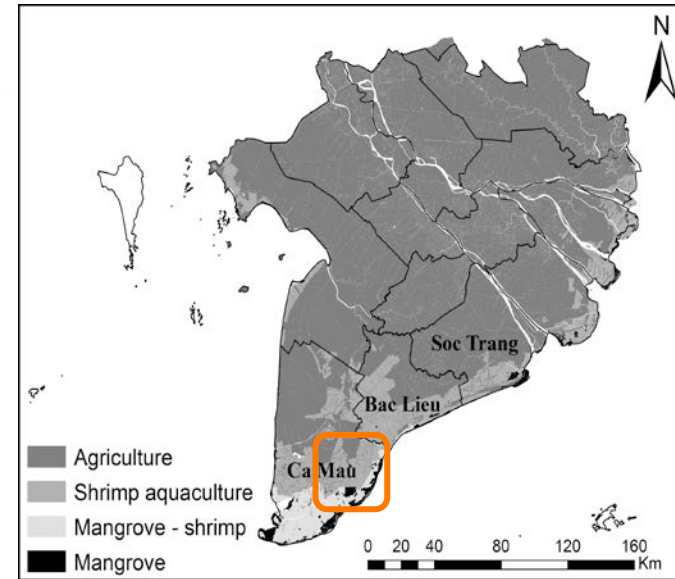 N
Soc Trang
Bac Lieu
Ca Mau
Agriculture
Shrimp aquaculture
Mangrove - shrimp
Mangrove
0 20 40 80 120 160
Km